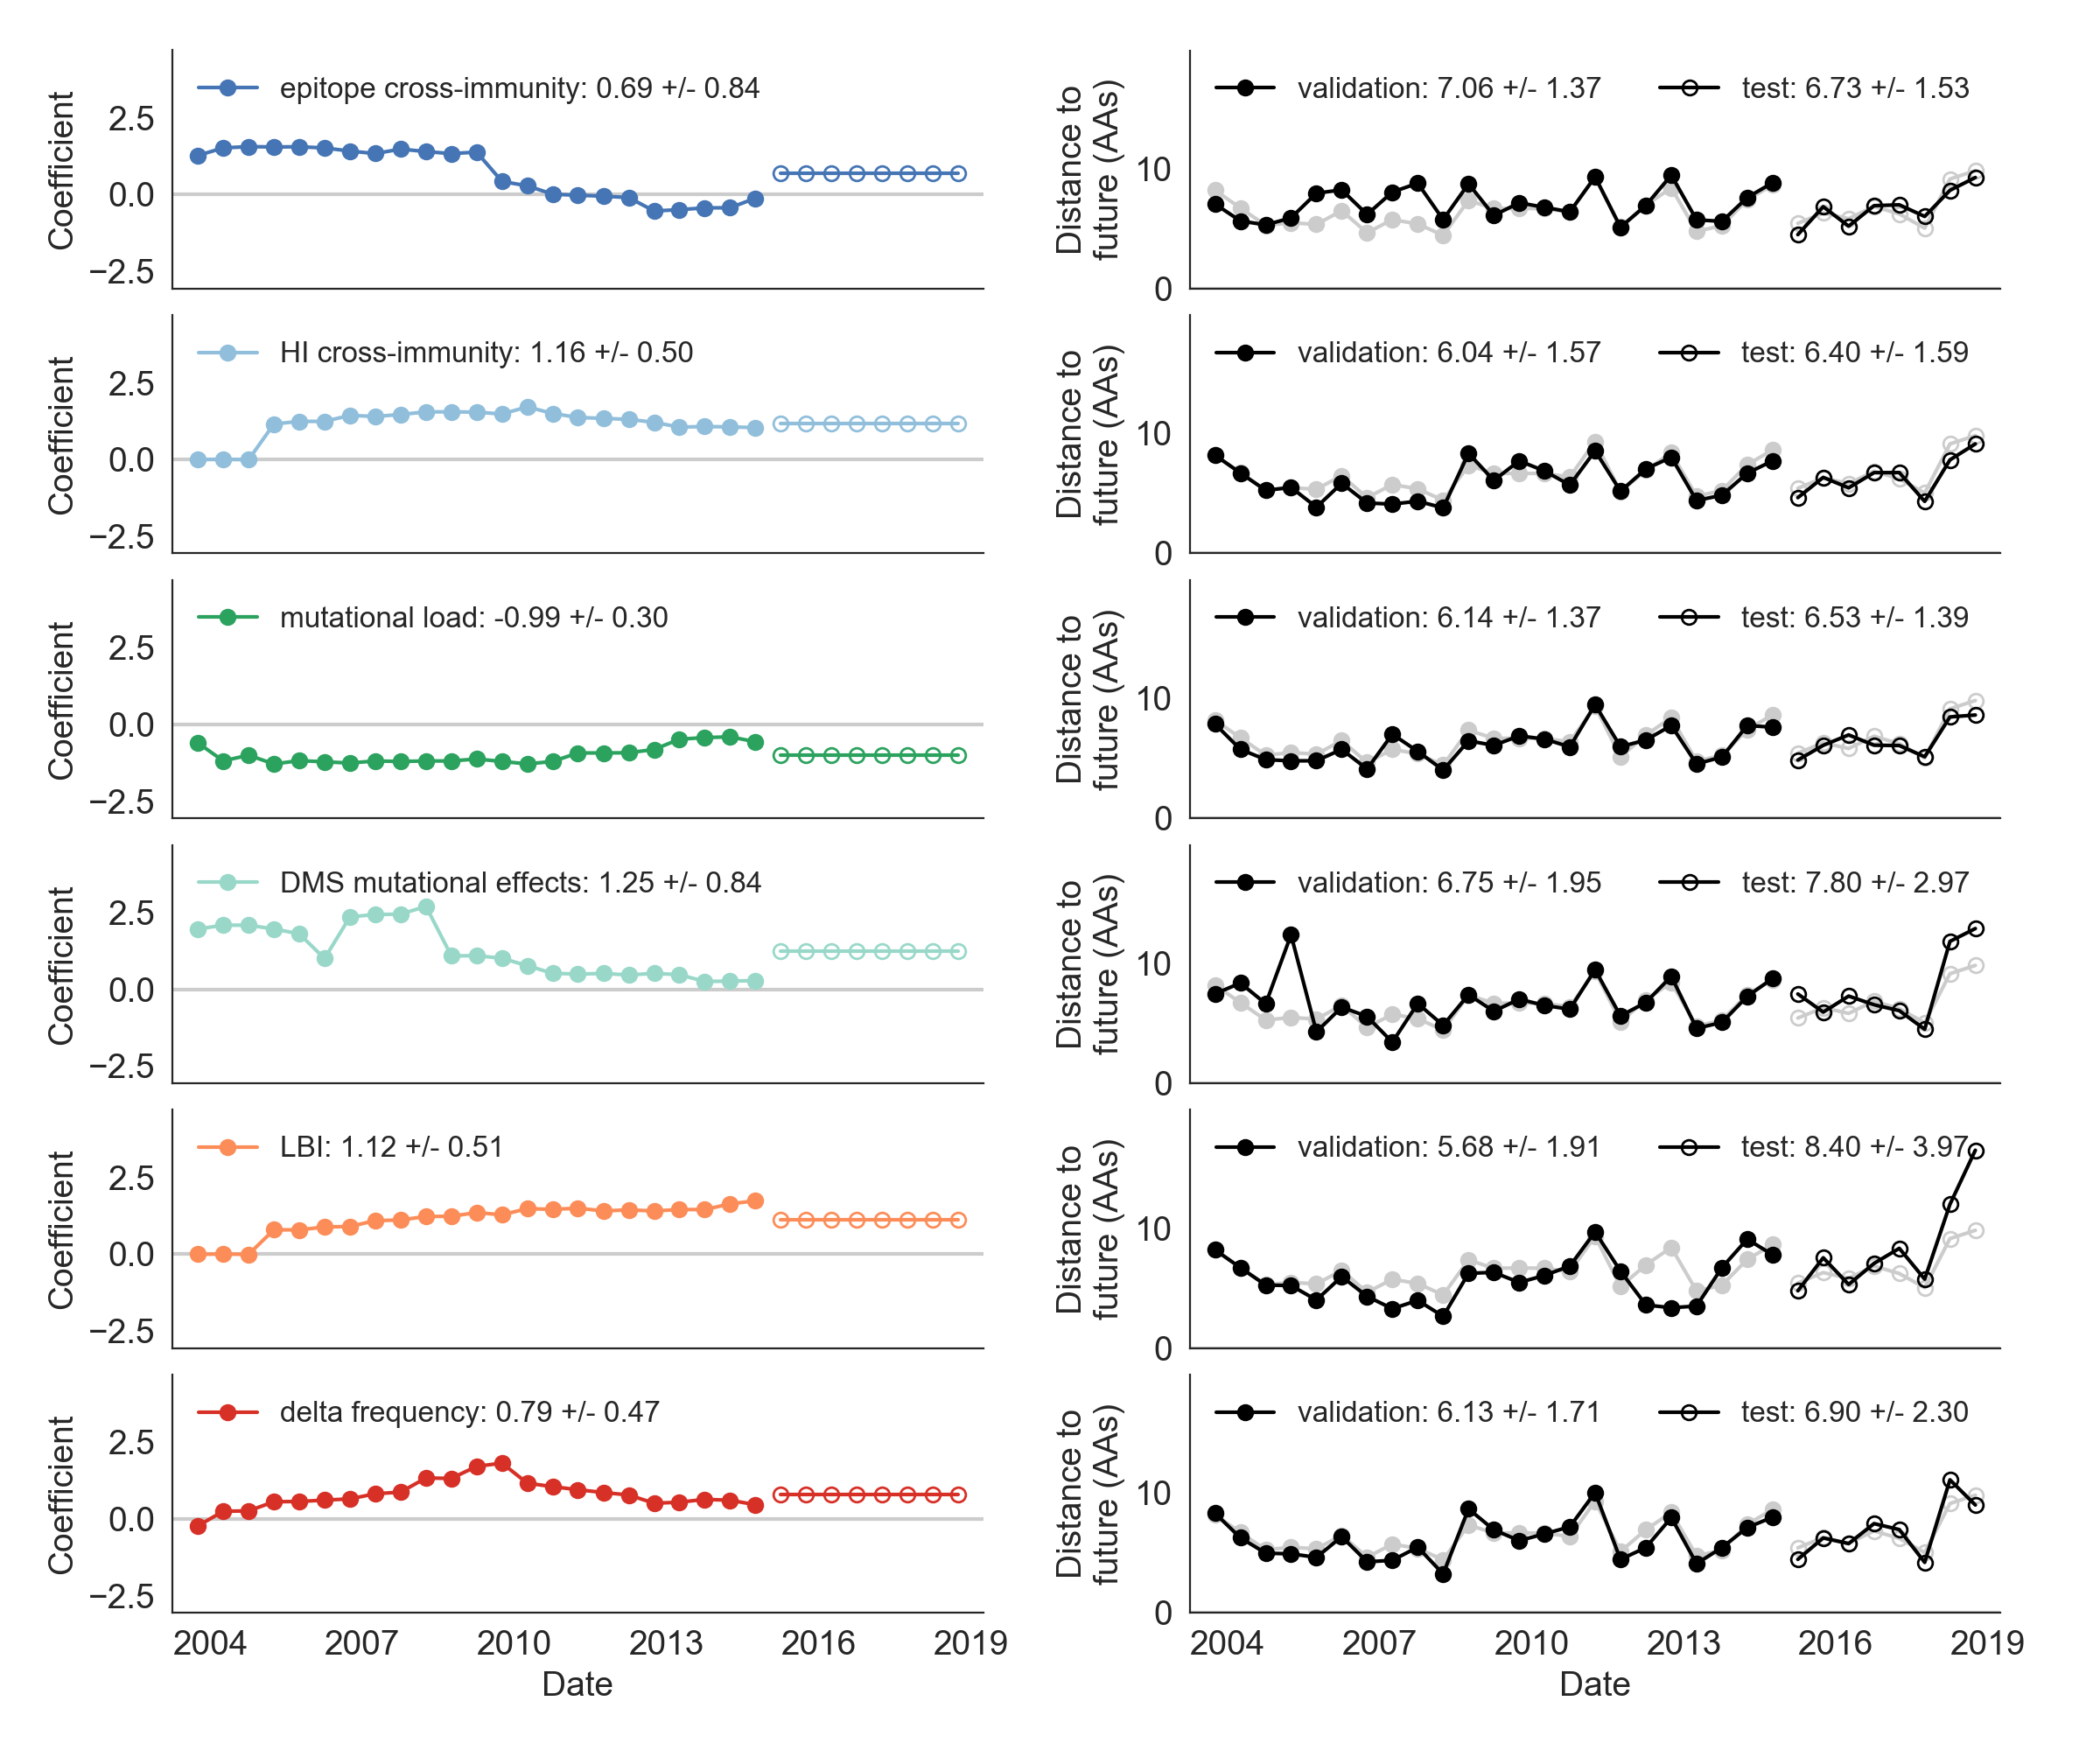 epitope cross-immunity: 0.69 +/- 0.84
Coefficient
2.5
0.0
−2.5
validation: 7.06 +/- 1.37
test: 6.73 +/- 1.53
Distance to
future (AAs)
10
0
HI cross-immunity: 1.16 +/- 0.50
Coefficient
2.5
0.0
−2.5
validation: 6.04 +/- 1.57
test: 6.40 +/- 1.59
Distance to
future (AAs)
10
0
mutational load: -0.99 +/- 0.30
Coefficient
2.5
0.0
−2.5
validation: 6.14 +/- 1.37
test: 6.53 +/- 1.39
Distance to
future (AAs)
10
0
DMS mutational effects: 1.25 +/- 0.84
Coefficient
2.5
0.0
−2.5
validation: 6.75 +/- 1.95
test: 7.80 +/- 2.97
Distance to
future (AAs)
10
0
LBI: 1.12 +/- 0.51
Coefficient
2.5
0.0
−2.5
validation: 5.68 +/- 1.91
test: 8.40 +/- 3.97
Distance to
future (AAs)
10
0
delta frequency: 0.79 +/- 0.47
Coefficient
2.5
0.0
−2.5
validation: 6.13 +/- 1.71
test: 6.90 +/- 2.30
Distance to
future (AAs)
10
0
2004 2007 2010 2013 2016 2019
Date
2004 2007 2010 2013 2016 2019
Date